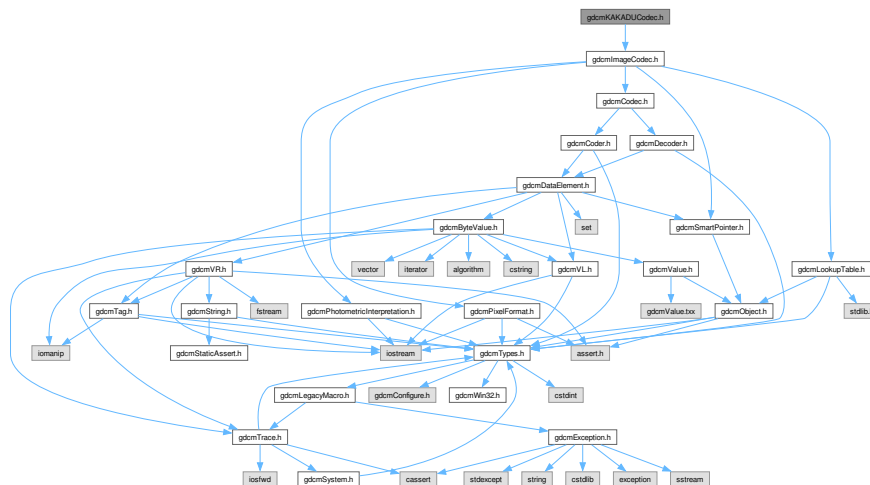 gdcmKAKADUCodec.h
gdcmImageCodec.h
gdcmCodec.h
gdcmCoder.h
gdcmDecoder.h
gdcmDataElement.h
gdcmByteValue.h
set
gdcmSmartPointer.h
gdcmVR.h
vector
iterator
algorithm
cstring
gdcmVL.h
gdcmValue.h
gdcmLookupTable.h
gdcmTag.h
gdcmString.h
fstream
gdcmPhotometricInterpretation.h
gdcmPixelFormat.h
gdcmValue.txx
gdcmObject.h
stdlib.
iomanip
gdcmStaticAssert.h
iostream
gdcmTypes.h
assert.h
gdcmLegacyMacro.h
gdcmConfigure.h
gdcmWin32.h
cstdint
gdcmTrace.h
gdcmException.h
iosfwd
gdcmSystem.h
cassert
stdexcept
string
cstdlib
exception
sstream